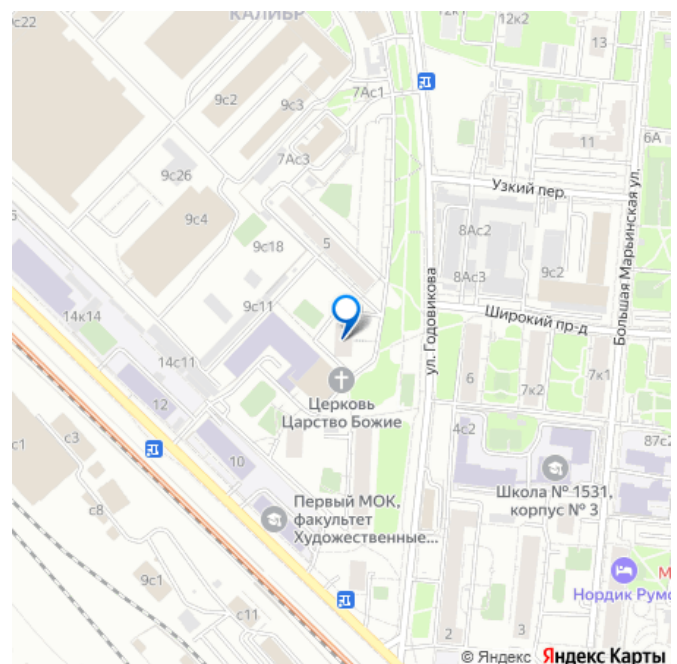 КАЛИБР
с22
12к1
12к2
13
9с2
9с3
7Ас1
6А
11
7Ас3
9с26
Узкий пер.
9с4
8Ас2
9с18
5
8Ас3
9с2
Большая Марьинская ул.
9с11
14к14
Широкий пр-д
ул. Годовикова
14с11
6
7к2
7к1
Церковь
Царство Божие
12
4с2
87с2
с1
с3
10
Школа № 1531,
корпус № 3
Первый МОК,
факультет
Художественные...
с8
9с1
М
Нордик Румс
с11
2
3
© Яндекс Яндекс Карты